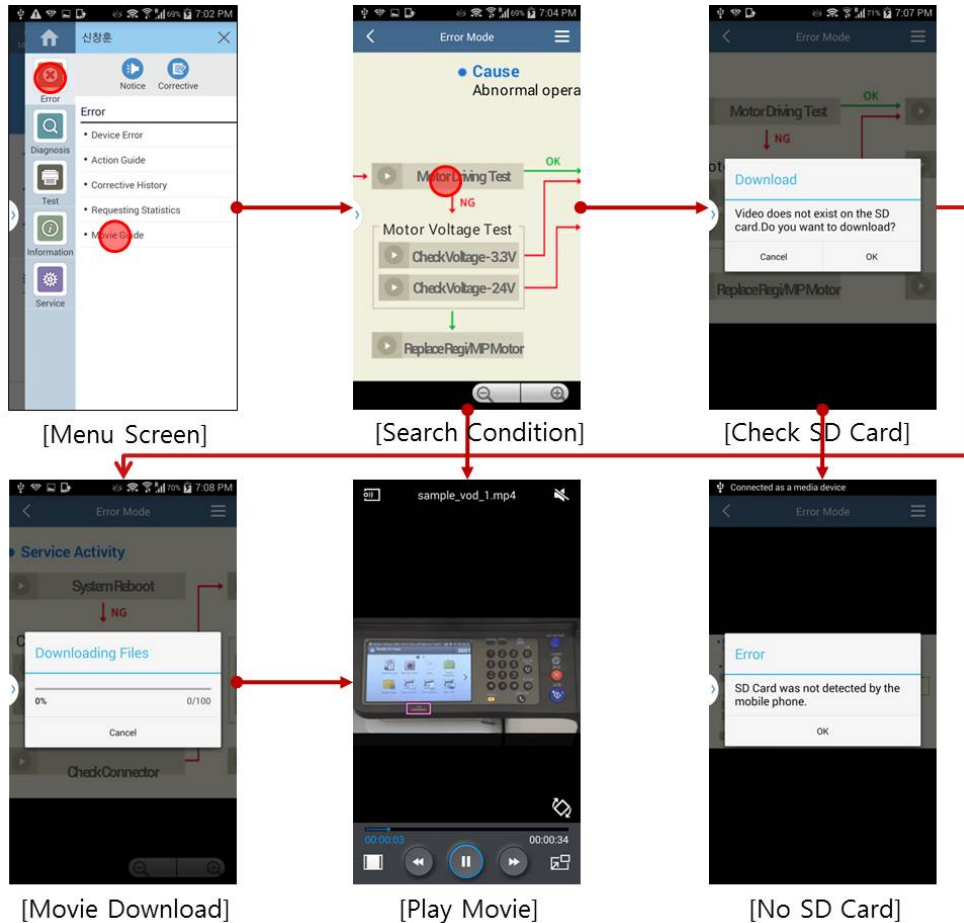 69% 7:02 PM
신창훈
Notice Corrective
Error
Error
• Device Error
Diagnosis
• Action Guide
• Corrective History
Test
• Requesting Statistics
• Movie Guide
Information
Service
[Menu Screen]
69% 7:04 PM
Error Mode
• Cause
Abnormal opera
Motor Driving Test
OK
NG
Motor Voltage Test
Check Voltage-3.3V
Check Voltage-24V
Replace Regi/MP Motor
[Search Condition]
71% 7:07 PM
Error Mode
Motor Driving Test
OK
NG
Download
Video does not exist on the SD
card.Do you want to download?
Cancel OK
Replace Regi/MP Motor
[Check SD Card]
70% 7:08 PM
Error Mode
• Service Activity
System Reboot
NG
Downloading Files
0% 0/100
Cancel
Check Connector
[Movie Download]
sample_vod_1.mp4
00:00:03 00:00:34
[Play Movie]
Connected as a media device
Error Mode
Error
SD Card was not detected by the
mobile phone.
OK
[No SD Card]